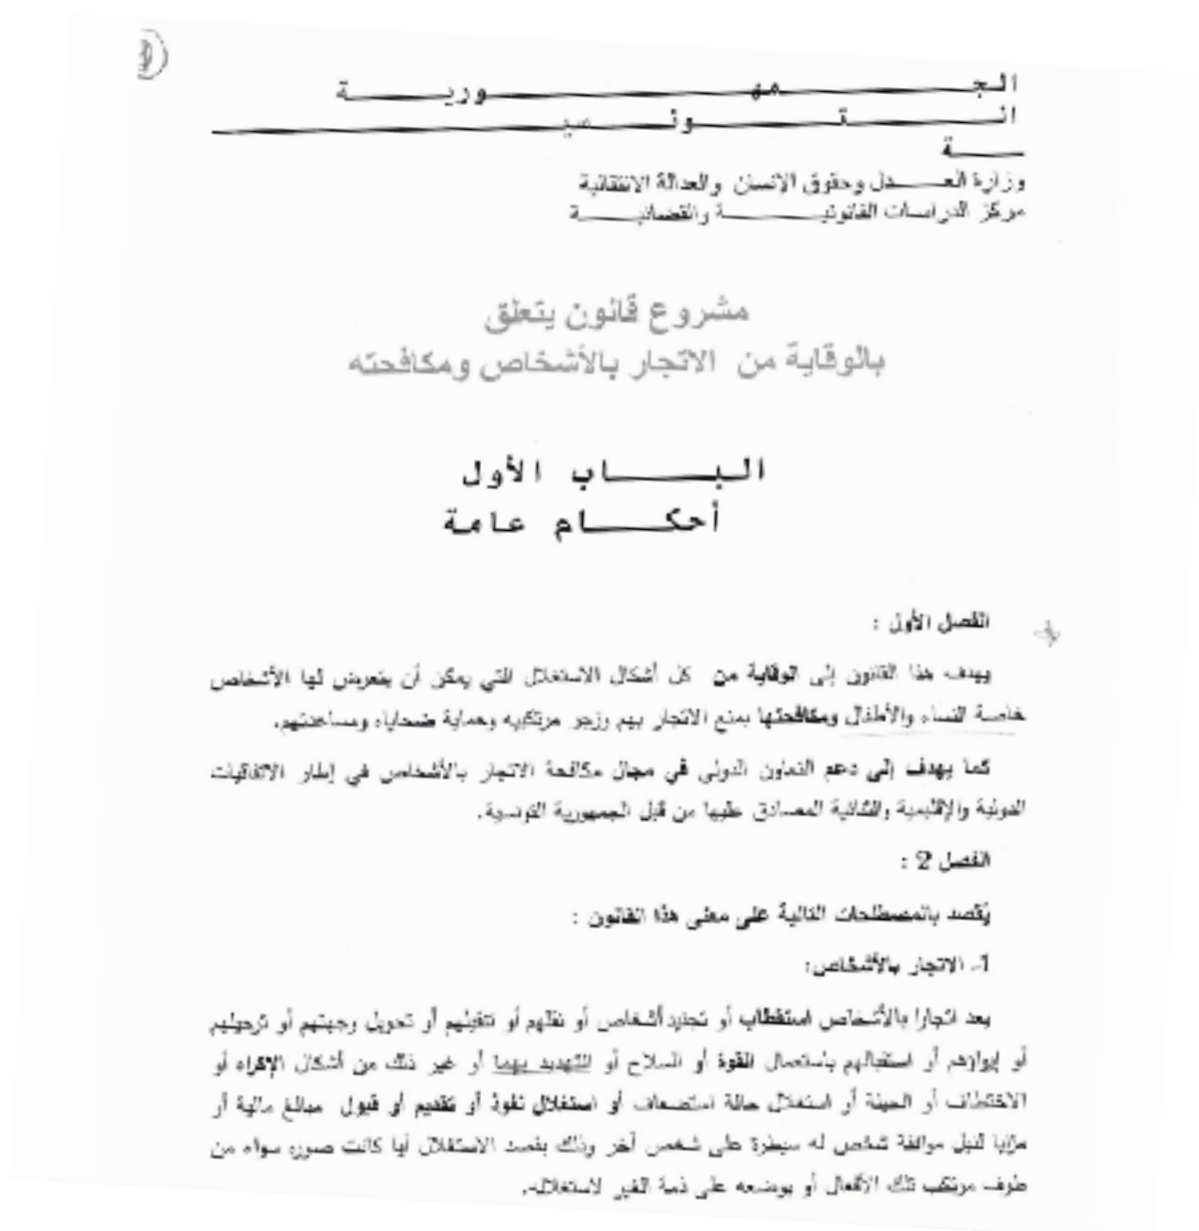 الجمهورية
التونسي
ـة
وزارة العدل وحقوق الإنسان والعدالة الانتقالية
مركز الدراسات القانونية والقضائية
مشروع قانون يتعلق
بالوقاية من الاتجار بالأشخاص ومكافحته
الباب الأول
أحكام عامة
الفصل الأول :
يهدف هذا القانون إلى الوقاية من كل أشكال الاستغلال التي يمكن أن يتعرض لها الأشخاص
خاصة النساء والأطفال ومكافحتها بمنع الاتجار بهم وزجر مرتكبيه وحماية ضحاياه ومساعدتهم.
كما يهدف إلى دعم التعاون الدولي في مجال مكافحة الاتجار بالأشخاص في إطار الاتفاقيات
الدولية والإقليمية والثنائية المصادق عليها من قبل الجمهورية التونسية.
الفصل 2 :
يُقصد بالمصطلحات التالية على معنى هذا القانون :
1- الاتجار بالأشخاص:
يعد اتجارا بالأشخاص استقطاب أو تجنيد أشخاص أو نقلهم أو تنقيلهم أو تحويل وجهتهم أو ترحيلهم
أو إيواؤهم أو استقبالهم باستعمال القوة أو السلاح أو التهديد بهما أو غير ذلك من أشكال الإكراه أو
الاختطاف أو الحيلة أو استغلال حالة استضعاف أو استغلال نفوذ أو تقديم أو قبول مبالغ مالية أو
مزايا لنيل موافقة شخص له سيطرة على شخص آخر وذلك بقصد الاستغلال أيا كانت صوره سواء من
طرف مرتكب تلك الأفعال أو بوضعه على ذمة الغير لاستغلاله.